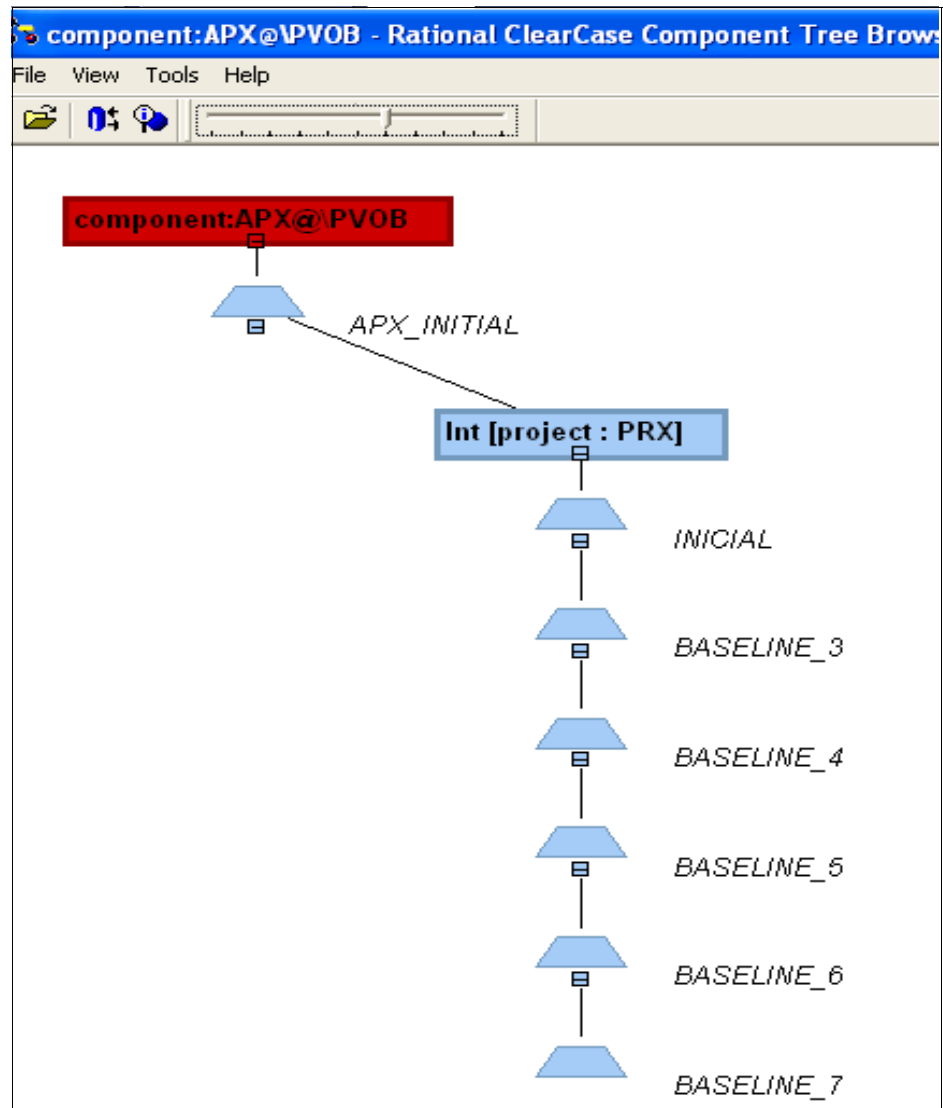 component:APX@\PVOB - Rational ClearCase Component Tree Brows
File View Tools Help
component:APX@\PVOB
APX_INITIAL
Int [project : PRX]
INICIAL
BASELINE_3
BASELINE_4
BASELINE_5
BASELINE_6
BASELINE_7